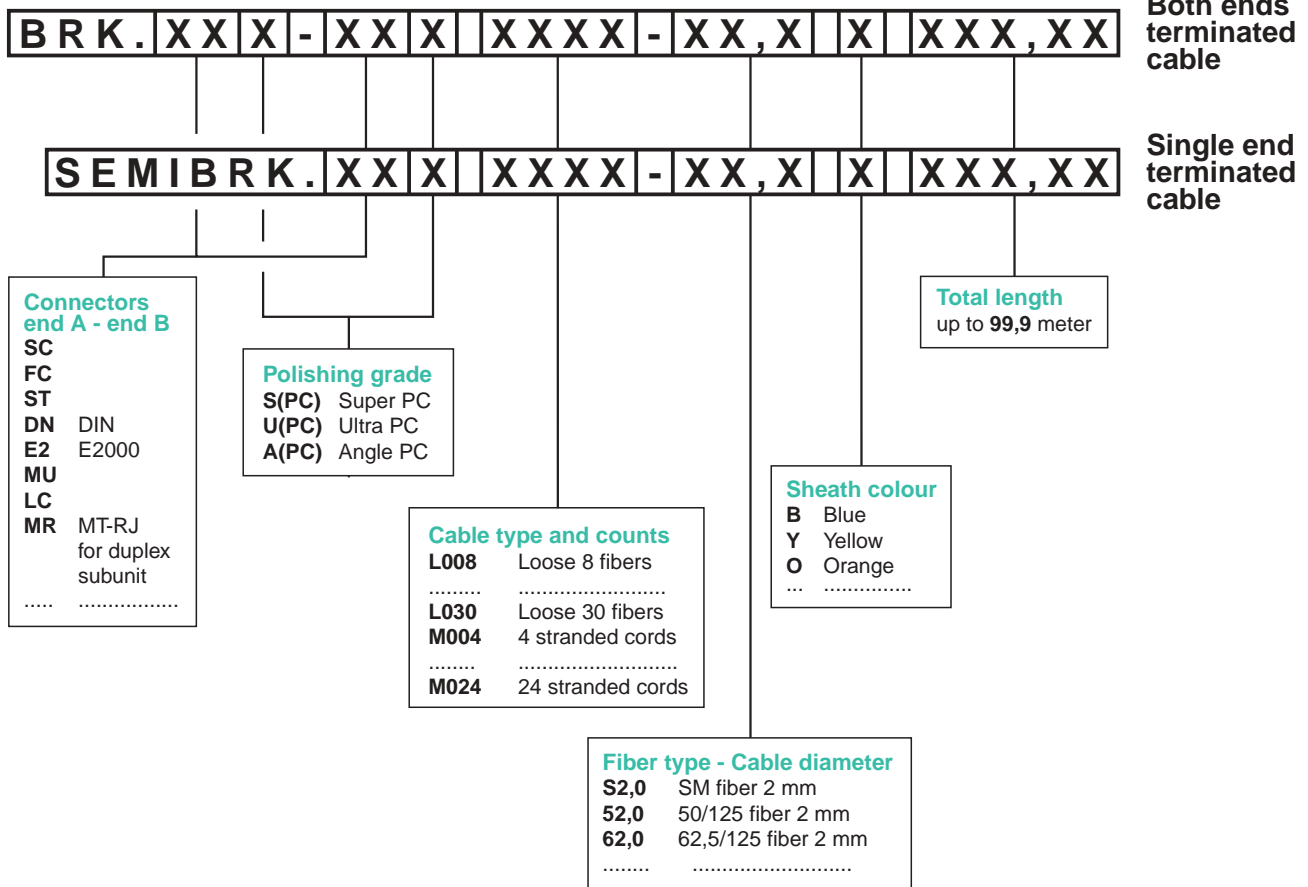 Both ends
terminated
cable
BRK.XXX-XXX XXXX-XX,X X XXX,XX
Single end
terminated
cable
SEMIBRK.XXX XXXX-XX,X X XXX,XX
Connectors
end A - end B
SC
FC
ST
DN DIN
E2 E2000
MU
LC
MR MT-RJ
for duplex
subunit
..... .................
Polishing grade
S(PC) Super PC
U(PC) Ultra PC
A(PC) Angle PC
Cable type and counts
L008 Loose 8 fibers
......... .........................
L030 Loose 30 fibers
M004 4 stranded cords
........ ...........................
M024 24 stranded cords
Fiber type - Cable diameter
S2,0 SM fiber 2 mm
52,0 50/125 fiber 2 mm
62,0 62,5/125 fiber 2 mm
........ ...........................
Sheath colour
B Blue
Y Yellow
O Orange
... ...............
Total length
up to 99,9 meter